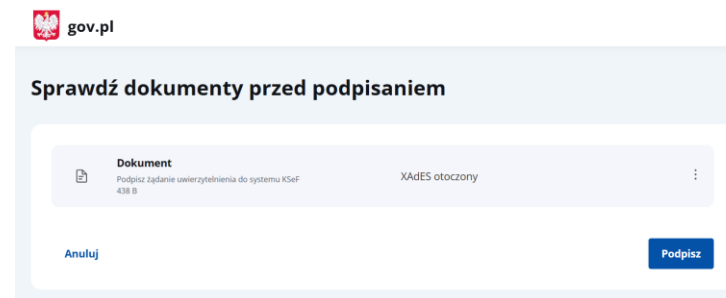 gov.pl
Sprawdź dokumenty przed podpisaniem
Dokument
Podpisz żądanie uwierzytelnienia do systemu KSeF
438 B
XAdES otoczony
Anuluj
Podpisz